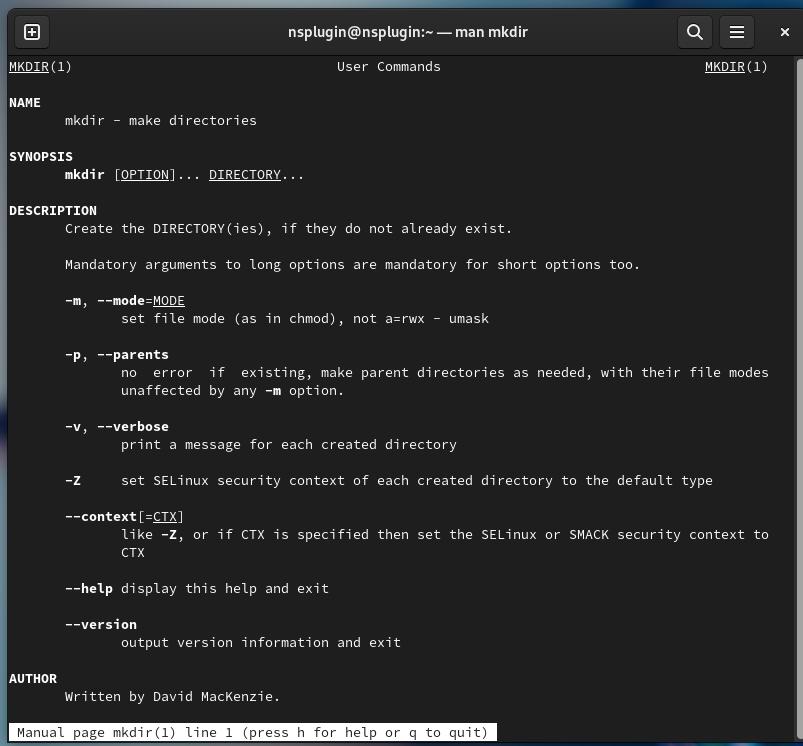 nsplugin@nsplugin:~ — man mkdir
MKDIR(1) User Commands MKDIR(1)
NAME
mkdir - make directories
SYNOPSIS
mkdir [OPTION]... DIRECTORY...
DESCRIPTION
Create the DIRECTORY(ies), if they do not already exist.
Mandatory arguments to long options are mandatory for short options too.
-m, --mode=MODE
set file mode (as in chmod), not a=rwx - umask
-p, --parents
no error if existing, make parent directories as needed, with their file modes
unaffected by any -m option.
-v, --verbose
print a message for each created directory
-Z set SELinux security context of each created directory to the default type
--context[=CTX]
like -Z, or if CTX is specified then set the SELinux or SMACK security context to
CTX
--help display this help and exit
--version
output version information and exit
AUTHOR
Written by David MacKenzie.
Manual page mkdir(1) line 1 (press h for help or q to quit)